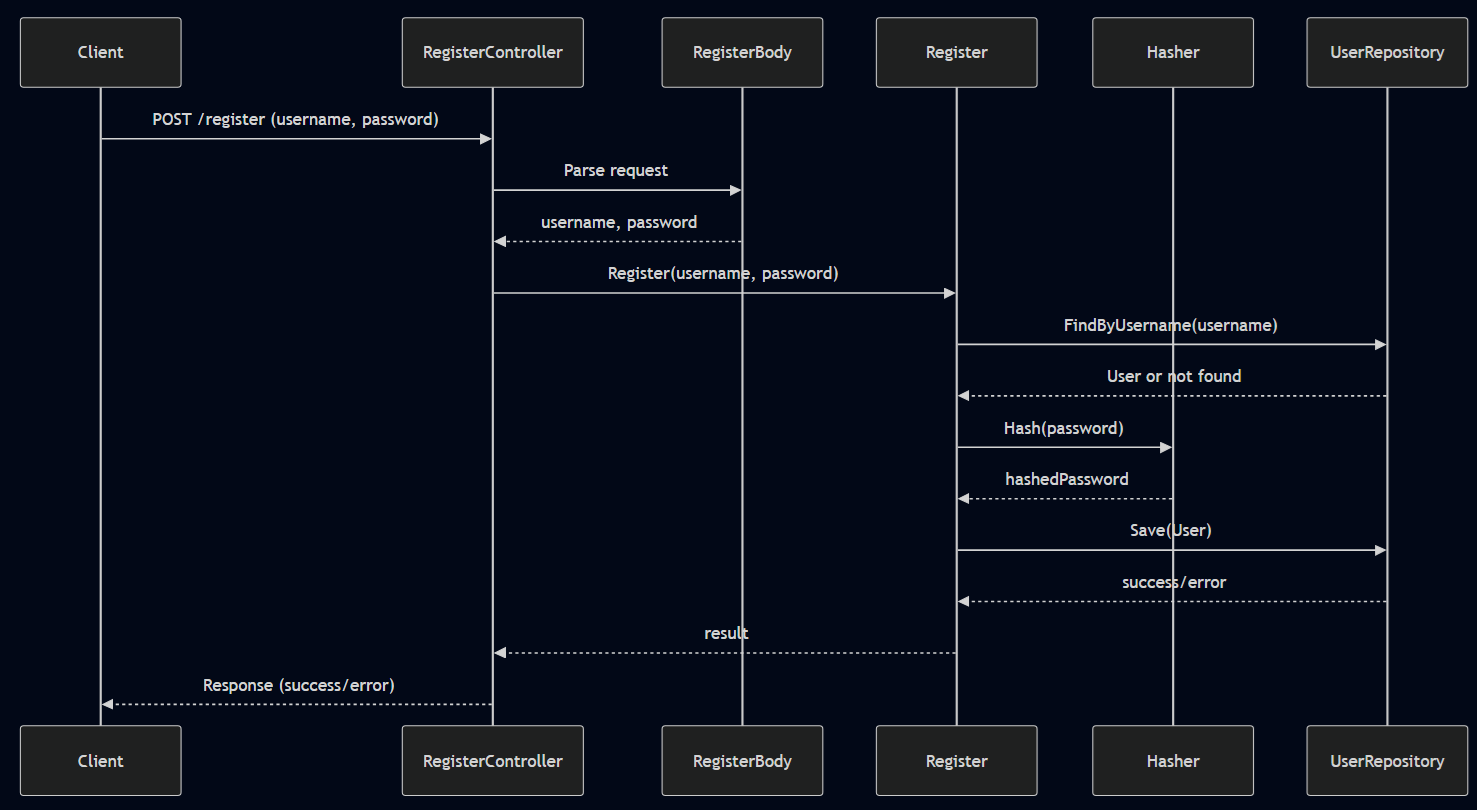 Client
RegisterController
RegisterBody
Register
Hasher
UserRepository
POST /register (username, password)
Parse request
username, password
Register(username, password)
FindByUsername(username)
User or not found
Hash(password)
hashedPassword
Save(User)
success/error
result
Response (success/error)
Client
RegisterController
RegisterBody
Register
Hasher
UserRepository